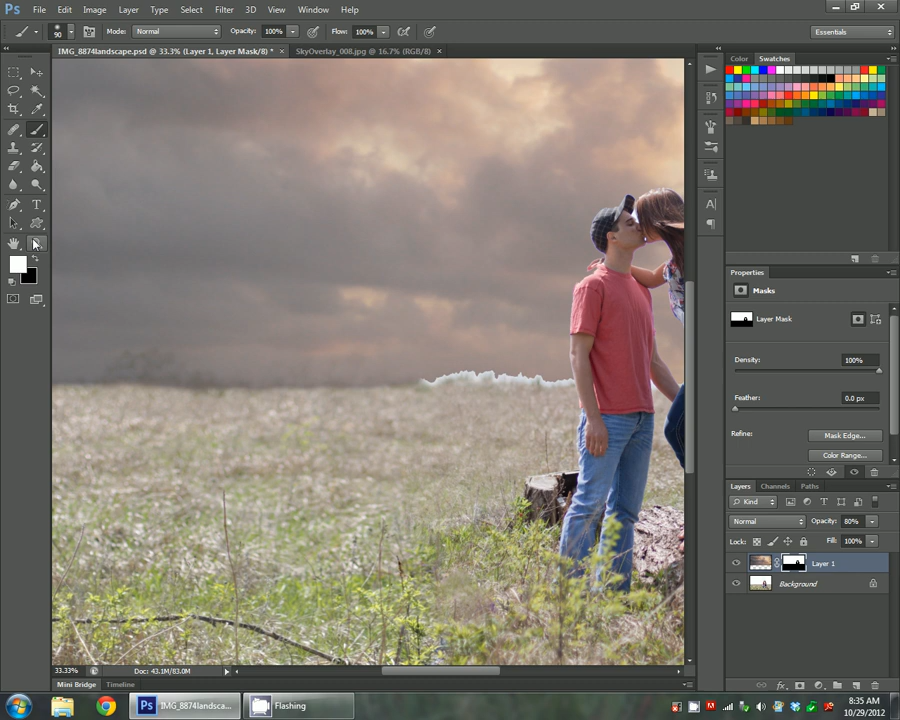 Ps File Edit Image Layer Type Select Filter 3D View Window Help
90 Mode: Normal Opacity: 100% Flow: 100% Essentials
IMG_8874landscape.psd @ 33.3% (Layer 1, Layer Mask/8) * × SkyOverlay_008.jpg @ 16.7% (RGB/8) ×
Color Swatches
Properties
Masks
Layer Mask
Density: 100%
Feather: 0.0 px
Refine: Mask Edge...
Color Range...
Layers Channels Paths
Kind
Normal Opacity: 80%
Lock: Fill: 100%
Layer 1
Background
33.33% Doc: 43.1M/83.0M
Mini Bridge Timeline
Ps IMG_8874landscap... Flashing
8:35 AM
10/29/2012